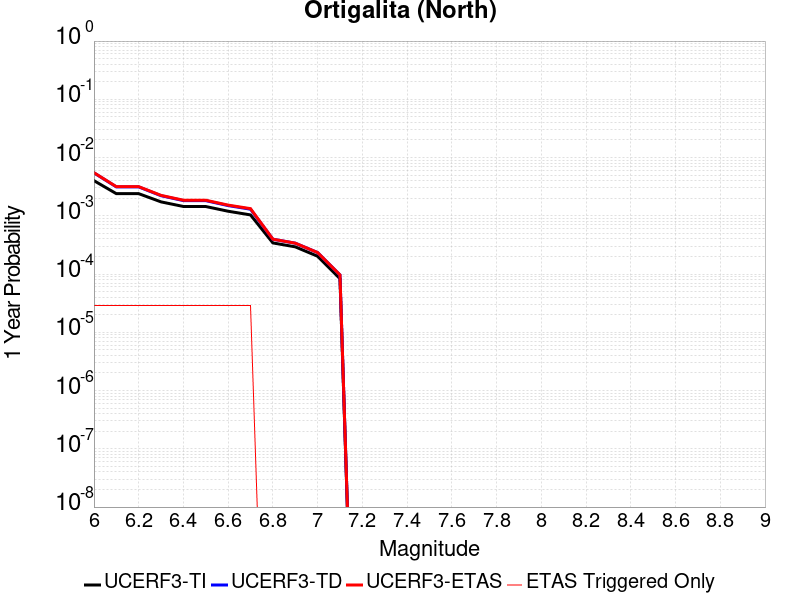 Ortigalita (North)
10^0
10^-1
10^-2
10^-3
10^-4
10^-5
10^-6
10^-7
10^-8
1 Year Probability
6 6.2 6.4 6.6 6.8 7 7.2 7.4 7.6 7.8 8 8.2 8.4 8.6 8.8 9
Magnitude
UCERF3-TI UCERF3-TD UCERF3-ETAS ETAS Triggered Only